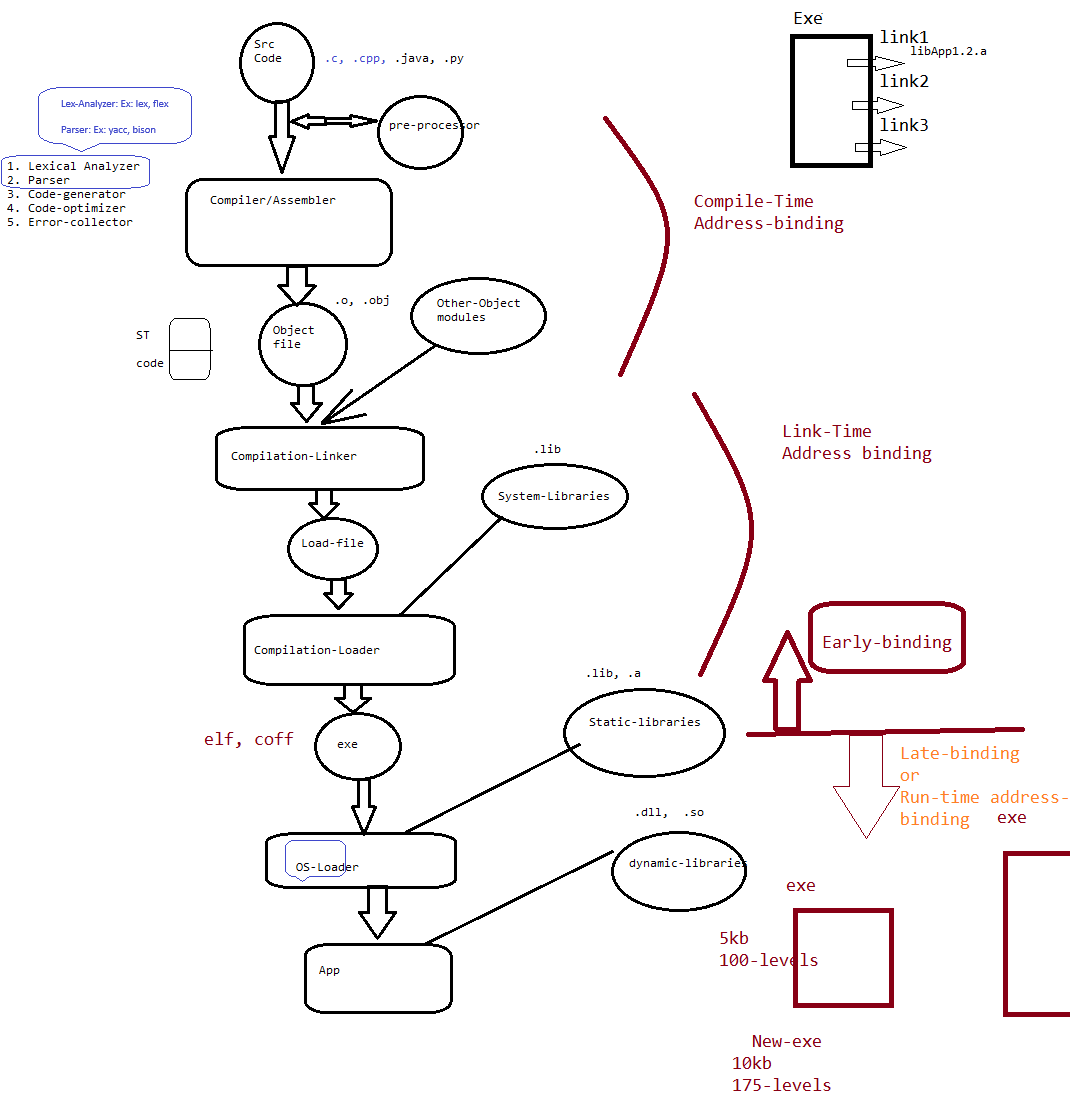 Exe
Src
Code
.c, .cpp, .java, .py
link1
libApp1.2.a
link2
link3
Lex-Analyzer: Ex: lex, flex
Parser: Ex: yacc, bison
pre-processor
1. Lexical Analyzer
2. Parser
3. Code-generator
4. Code-optimizer
5. Error-collector
Compiler/Assembler
Compile-Time
Address-binding
.o, .obj
Other-Object
modules
ST
code
Object
file
Link-Time
Address binding
Compilation-Linker
.lib
System-Libraries
Load-file
Compilation-Loader
Early-binding
.lib, .a
Static-libraries
elf, coff
exe
Late-binding
or
Run-time address-
binding
exe
.dll, .so
OS-Loader
dynamic-libraries
exe
5kb
100-levels
App
New-exe
10kb
175-levels